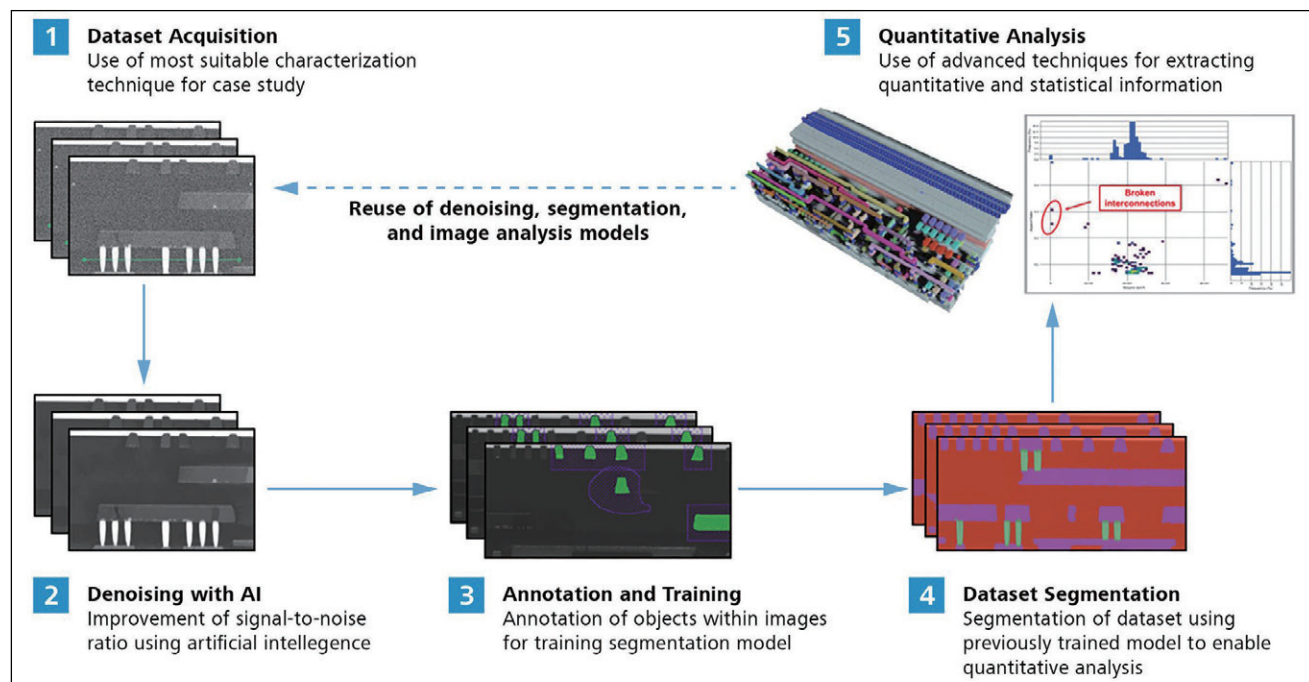 1 Dataset Acquisition
Use of most suitable characterization
technique for case study
5 Quantitative Analysis
Use of advanced techniques for extracting
quantitative and statistical information
Broken
interconnections
Reuse of denoising, segmentation,
and image analysis models
2 Denoising with AI
Improvement of signal-to-noise
ratio using artificial intellegence
3 Annotation and Training
Annotation of objects within images
for training segmentation model
4 Dataset Segmentation
Segmentation of dataset using
previously trained model to enable
quantitative analysis